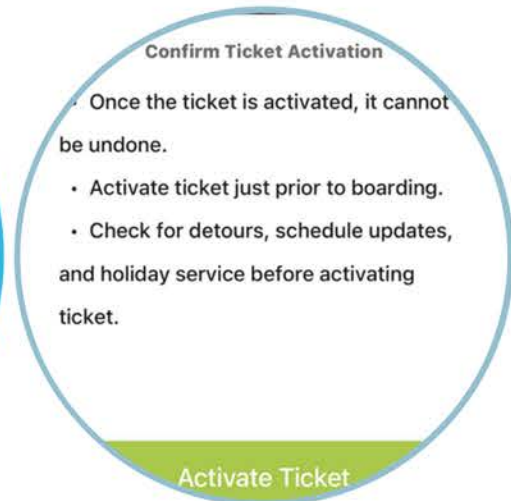 Confirm Ticket Activation
• Once the ticket is activated, it cannot
be undone.
• Activate ticket just prior to boarding.
• Check for detours, schedule updates,
and holiday service before activating
ticket.
Activate Ticket